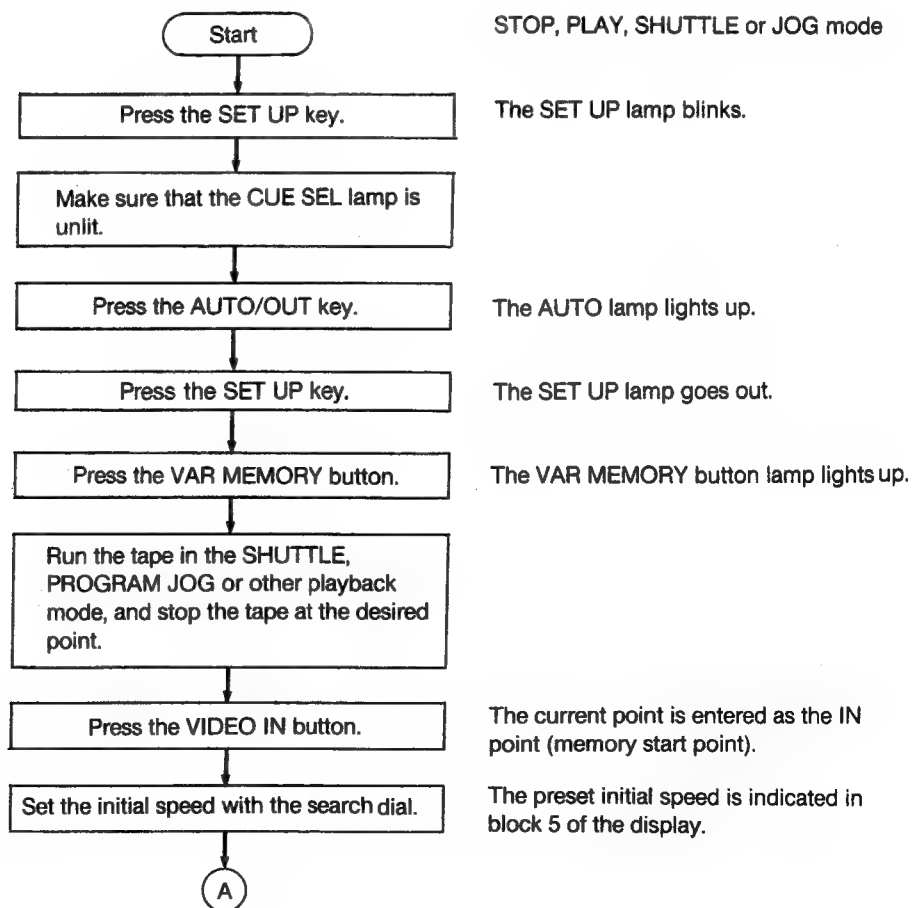 Start
STOP, PLAY, SHUTTLE or JOG mode
Press the SET UP key.
The SET UP lamp blinks.
Make sure that the CUE SEL lamp is
unlit.
Press the AUTO/OUT key.
The AUTO lamp lights up.
Press the SET UP key.
The SET UP lamp goes out.
Press the VAR MEMORY button.
The VAR MEMORY button lamp lights up.
Run the tape in the SHUTTLE,
PROGRAM JOG or other playback
mode, and stop the tape at the desired
point.
Press the VIDEO IN button.
The current point is entered as the IN
point (memory start point).
Set the initial speed with the search dial.
The preset initial speed is indicated in
block 5 of the display.
A